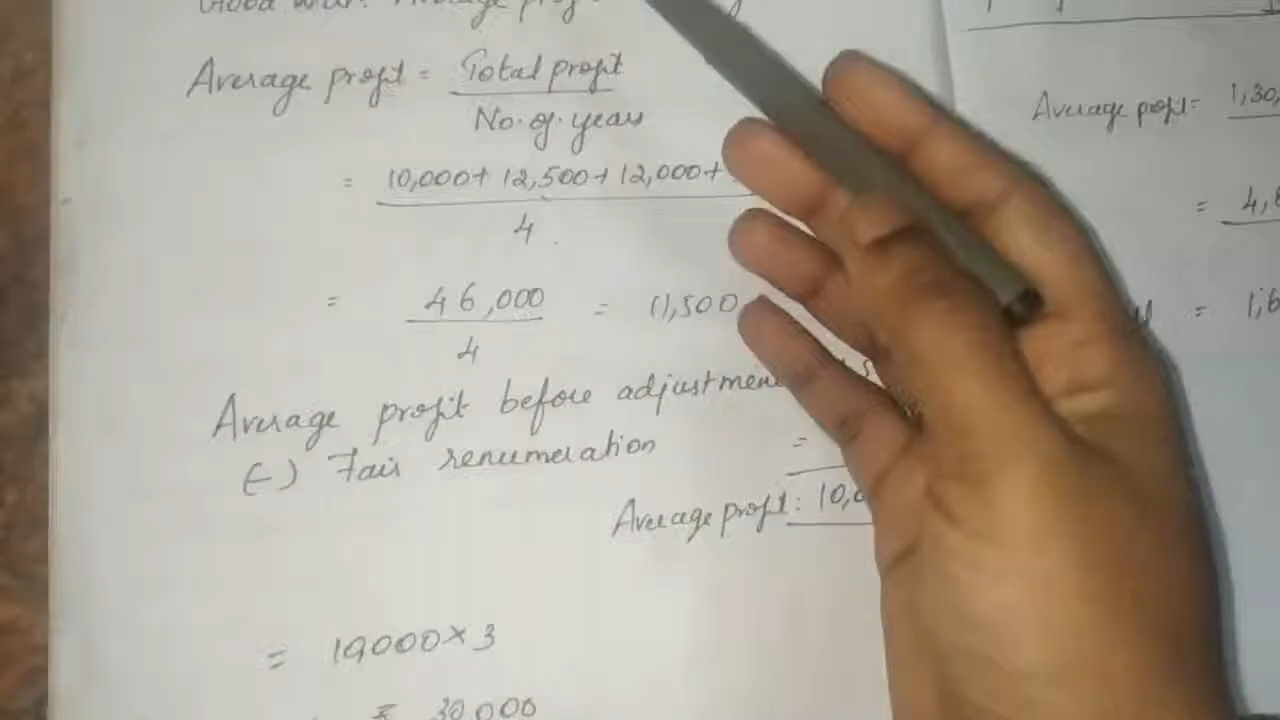 Average profit = Total profit
No. of. years
= 10,000+ 12,500+ 12,000+
4.
= 46,000 = 11,500
4
Average profit before adjustment
(-) Fair renumeration =
Average profit: 10,0
= 10,000 × 3
₹ 30,000
Average profit = 1,30,
= 4,
= 1,6